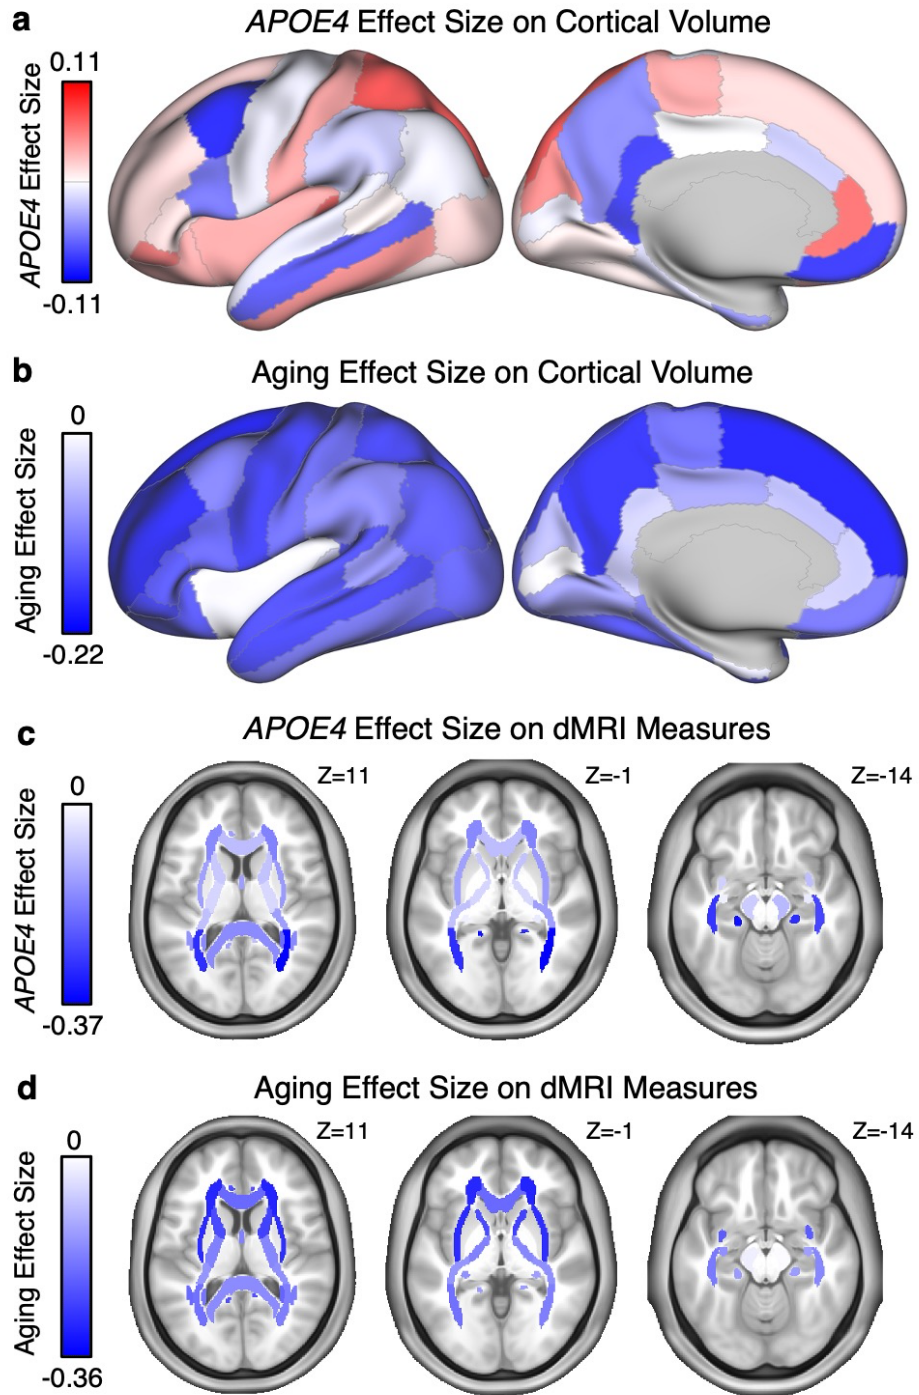 a
APOE4 Effect Size on Cortical Volume
0.11
APOE4 Effect Size
-0.11
b
Aging Effect Size on Cortical Volume
0
Aging Effect Size
-0.22
c
APOE4 Effect Size on dMRI Measures
Z=11
Z=-1
Z=-14
0
APOE4 Effect Size
-0.37
d
Aging Effect Size on dMRI Measures
Z=11
Z=-1
Z=-14
0
Aging Effect Size
-0.36